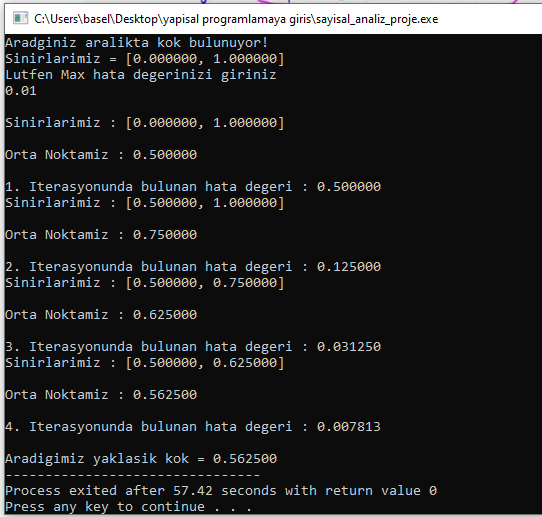 C:\Users\basel\Desktop\yapisal programlamaya giris\sayisal_analiz_proje.exe
Aradginiz aralikta kok bulunuyor!
Sinirlarimiz = [0.000000, 1.000000]
Lutfen Max hata degerinizi giriniz
0.01
Sinirlarimiz : [0.000000, 1.000000]
Orta Noktamiz : 0.500000
1. Iterasyonunda bulunan hata degeri : 0.500000
Sinirlarimiz : [0.500000, 1.000000]
Orta Noktamiz : 0.750000
2. Iterasyonunda bulunan hata degeri : 0.125000
Sinirlarimiz : [0.500000, 0.750000]
Orta Noktamiz : 0.625000
3. Iterasyonunda bulunan hata degeri : 0.031250
Sinirlarimiz : [0.500000, 0.625000]
Orta Noktamiz : 0.562500
4. Iterasyonunda bulunan hata degeri : 0.007813
Aradigimiz yaklasik kok = 0.562500
--------------------------------
Process exited after 57.42 seconds with return value 0
Press any key to continue . . .